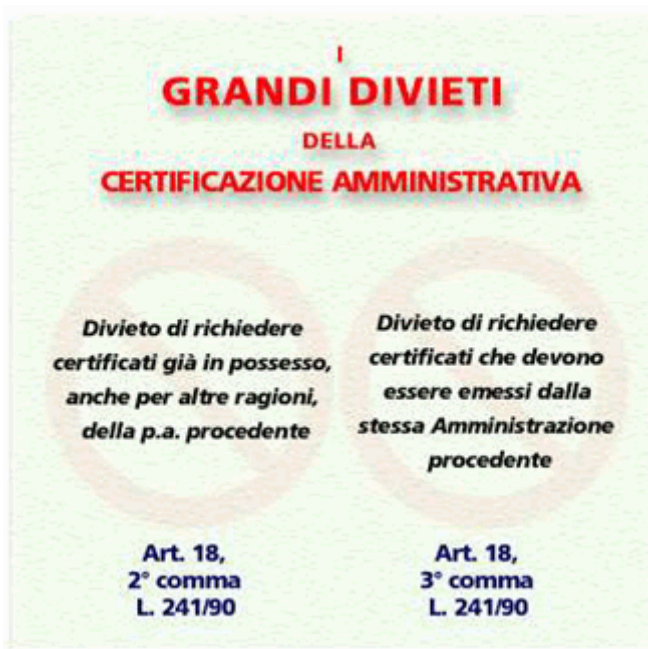 I
GRANDI DIVIETI
DELLA
CERTIFICAZIONE AMMINISTRATIVA
Divieto di richiedere
certificati già in possesso,
anche per altre ragioni,
della p.a. procedente
Art. 18,
2° comma
L. 241/90
Divieto di richiedere
certificati che devono
essere emessi dalla
stessa Amministrazione
procedente
Art. 18,
3° comma
L. 241/90